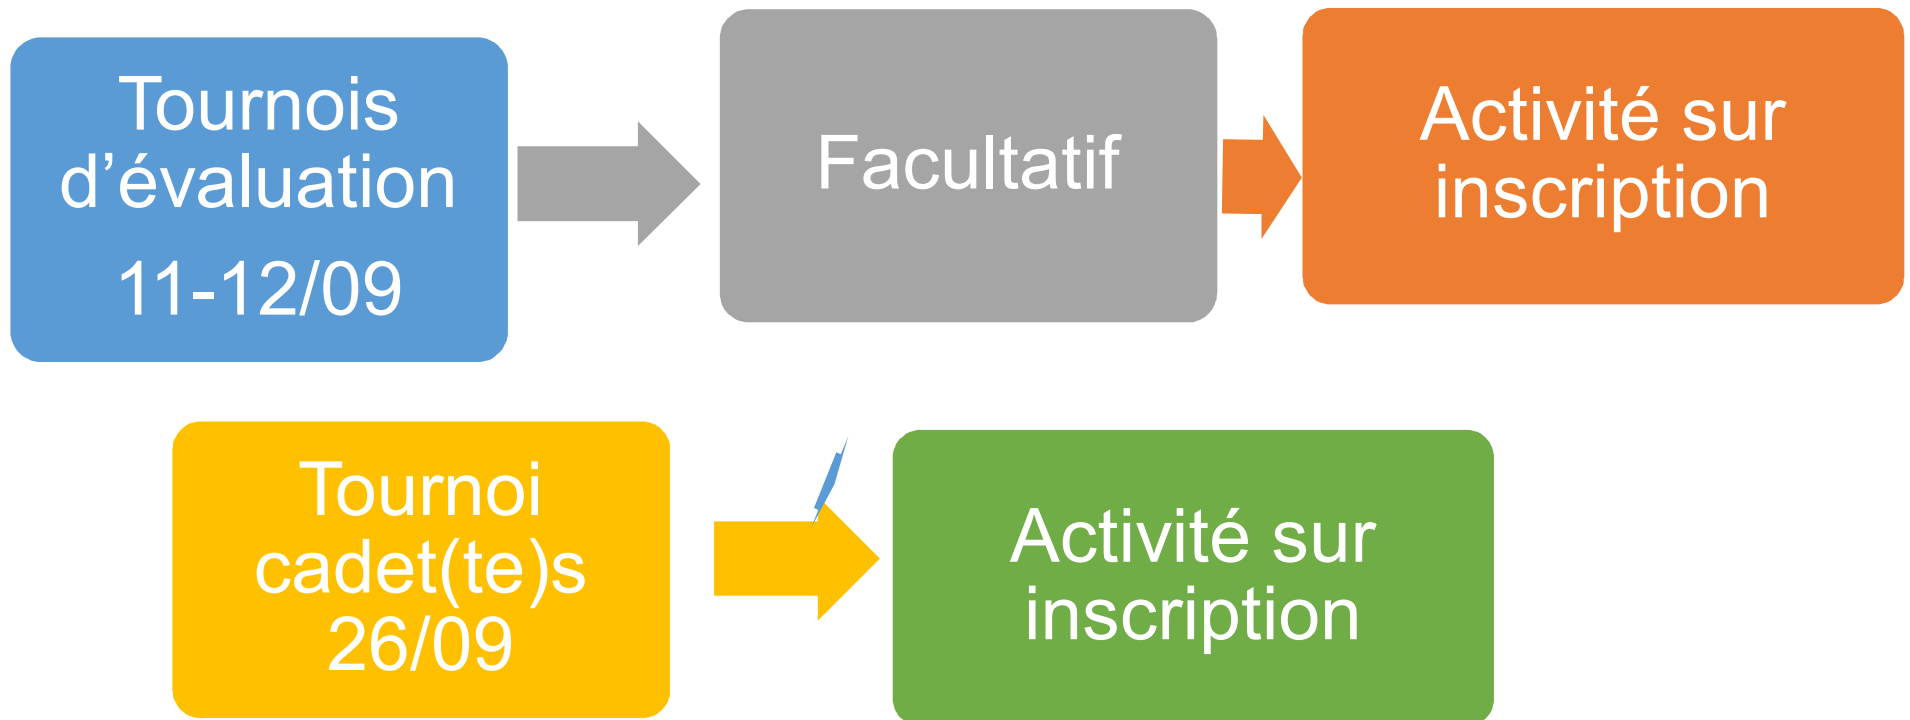 Tournois
d’évaluation
11-12/09
Facultatif
Activité sur
inscription
Tournoi
cadet(te)s
26/09
Activité sur
inscription